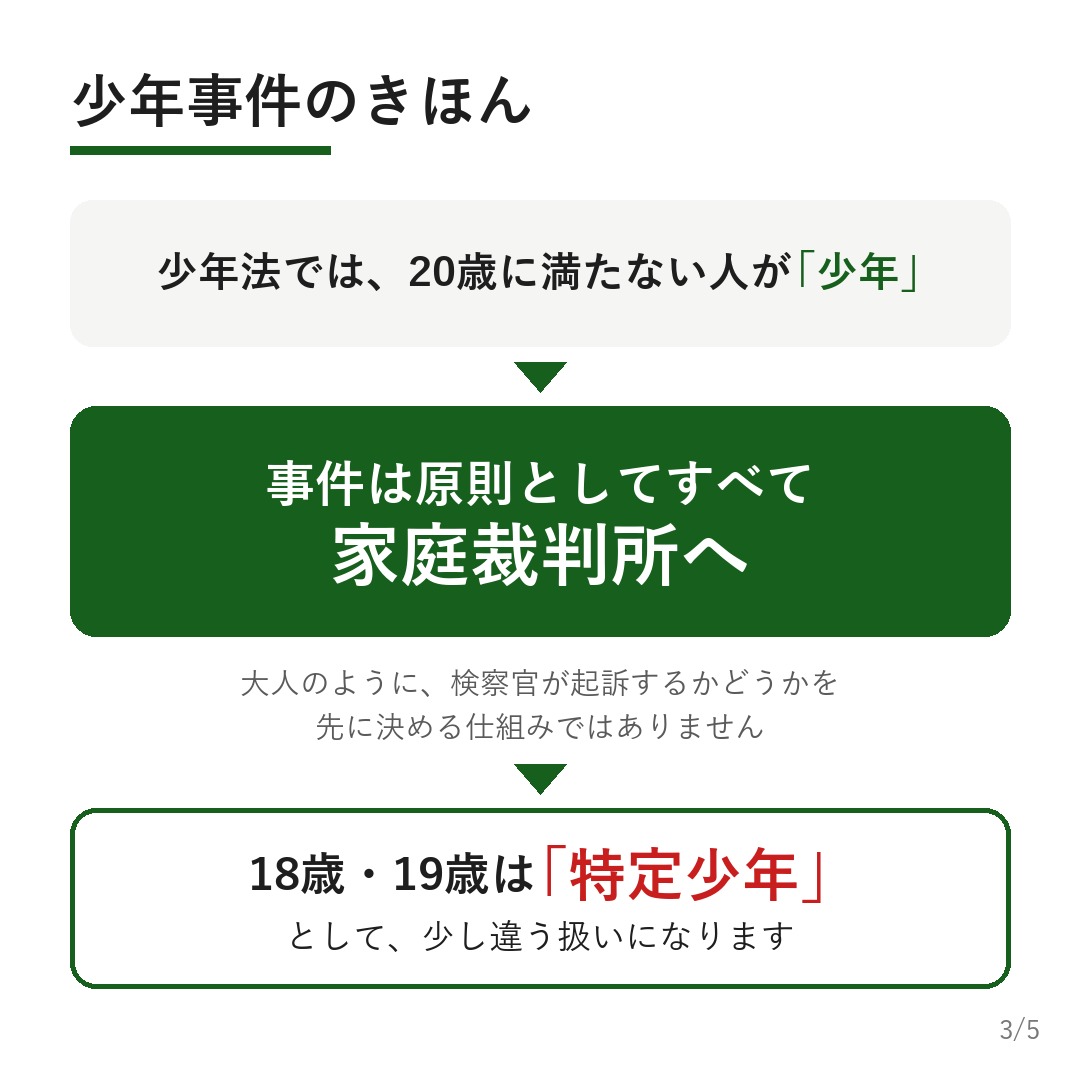 少年事件のきほん
少年法では、20歳に満たない人が「少年」
事件は原則としてすべて
家庭裁判所へ
大人のように、検察官が起訴するかどうかを
先に決める仕組みではありません
18歳・19歳は「特定少年」
として、少し違う扱いになります
3/5